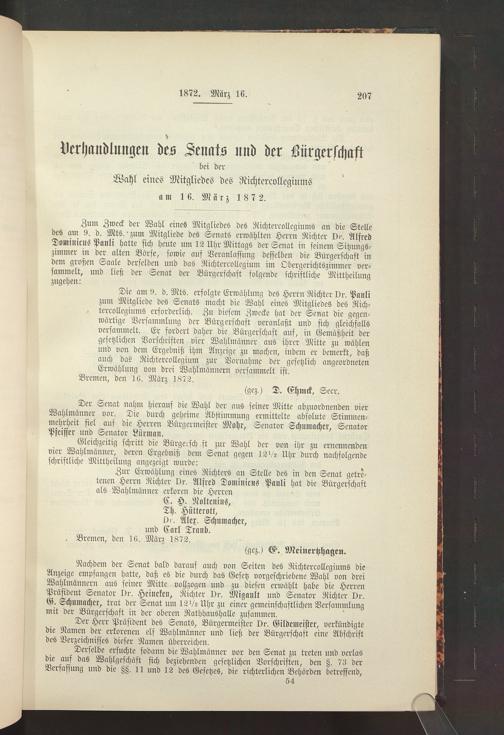 1872. März 16.
207
Verhandlungen des Senats und der Bürgerschaft
bei der
Wahl eines Mitgliedes des Richtercollegiums
am 16. März 1872.
Zum Zweck der Wahl eines Mitgliedes des Richtercollegiums an die Stelle
des am 9. d. Mts. zum Mitgliede des Senats erwählten Herrn Richter Dr. Alfred
Dominicus Pauli hatte sich heute um 12 Uhr Mittags der Senat in seinem Sitzungs-
zimmer in der alten Börse, sowie auf Veranlassung desselben die Bürgerschaft in
dem großen Saale derselben und das Richtercollegium im Obergerichtszimmer ver-
sammelt, und ließ der Senat der Bürgerschaft folgende schriftliche Mittheilung
zugehen:
Die am 9. d. Mts. erfolgte Erwählung des Herrn Richter Dr. Pauli
zum Mitgliede des Senats macht die Wahl eines Mitgliedes des Rich-
tercollegiums erforderlich. Zu diesem Zwecke hat der Senat die gegen-
wärtige Versammlung der Bürgerschaft veranlaßt und sich gleichfalls
versammelt. Er fordert daher die Bürgerschaft auf, in Gemäßheit der
gesetzlichen Vorschriften vier Wahlmänner aus ihrer Mitte zu wählen
und von dem Ergebniß ihm Anzeige zu machen, indem er bemerkt, daß
auch das Richtercollegium zur Vornahme der gesetzlich angeordneten
Erwählung von drei Wahlmännern versammelt ist.
Bremen, den 16. März 1872.
(gez.) D. Ehmck, Secr.
Der Senat nahm hierauf die Wahl der aus seiner Mitte abzuordnenden vier
Wahlmänner vor. Die durch geheime Abstimmung ermittelte absolute Stimmen-
mehrheit fiel auf die Herren Bürgermeister Mohr, Senator Schumacher, Senator
Pfeiffer und Senator Lürman.
Gleichzeitig schritt die Bürgersch ft zur Wahl der von ihr zu ernennenden
vier Wahlmänner, deren Ergebniß dem Senat gegen 12½ Uhr durch nachfolgende
schriftliche Mittheilung angezeigt wurde:
Zur Erwählung eines Richters an Stelle des in den Senat getre-
tenen Herrn Richter Dr. Alfred Dominicus Pauli hat die Bürgerschaft
als Wahlmänner erkoren die Herren
C. H. Noltenius,
Th. Hütterott,
Dr. Alex. Schumacher,
und Carl Traub.
Bremen, den 16. März 1872.
(gez.) E. Meinertzhagen.
Nachdem der Senat bald darauf auch von Seiten des Richtercollegiums die
Anzeige empfangen hatte, daß es die durch das Gesetz vorgeschriebene Wahl von drei
Wahlmännern aus seiner Mitte vollzogen und zu diesen erwählt habe die Herren
Präsident Senator Dr. Heineken, Richter Dr. Migault und Senator Richter Dr.
G. Schumacher, trat der Senat um 12½ Uhr zu einer gemeinschaftlichen Versammlung
mit der Bürgerschaft in der oberen Rathhaushalle zusammen.
Der Herr Präsident des Senats, Bürgermeister Dr. Gildemeister, verkündigte
die Namen der erkorenen elf Wahlmänner und ließ der Bürgerschaft eine Abschrift
des Verzeichnisses dieser Namen überreichen.
Derselbe ersuchte sodann die Wahlmänner vor den Senat zu treten und verlas
die auf das Wahlgeschäft sich beziehenden gesetzlichen Vorschriften, den §. 73 der
Verfassung und die §§. 11 und 12 des Gesetzes, die richterlichen Behörden betreffend,
54